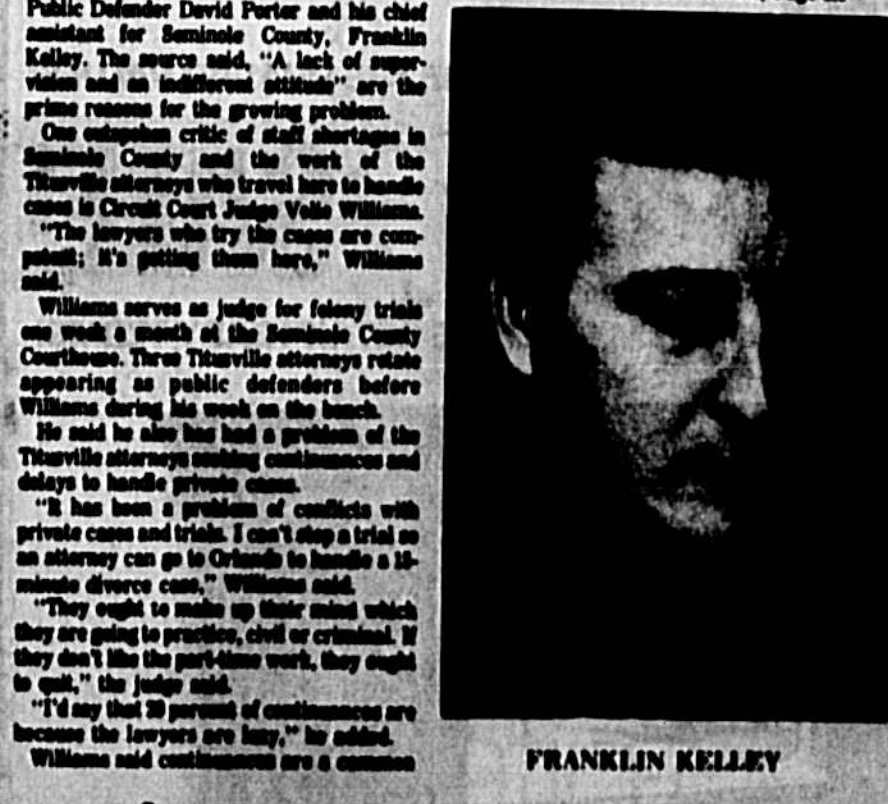 Public Defender David Porter and his chief
assistant for Seminole County, Franklin
Kelley. The source said, "A lack of super-
vision and an indifferent attitude" are the
prime reasons for the growing problem.
One outspoken critic of staff shortages in
Seminole County and the work of the
Titusville attorneys who travel here to handle
cases is Circuit Court Judge Volie Williams.
"The lawyers who try the cases are com-
petent; it's getting them here," Williams
said.
Williams serves as judge for felony trials
one week a month at the Seminole County
Courthouse. Three Titusville attorneys rotate
appearing as public defenders before
Williams during his week on the bench.
He said he also has had a problem of the
Titusville attorneys seeking continuances and
delays to handle private cases.
"It has been a problem of conflicts with
private cases and trials. I can't stop a trial so
an attorney can go to Orlando to handle a 15-
minute divorce case," Williams said.
"They ought to make up their mind which
they are going to practice, civil or criminal. If
they don't like the part-time work, they ought
to quit," the judge said.
"I'd say that percent of continuances are
because the lawyers are lazy," he added.
Williams said continuances are a common
FRANKLIN KELLEY